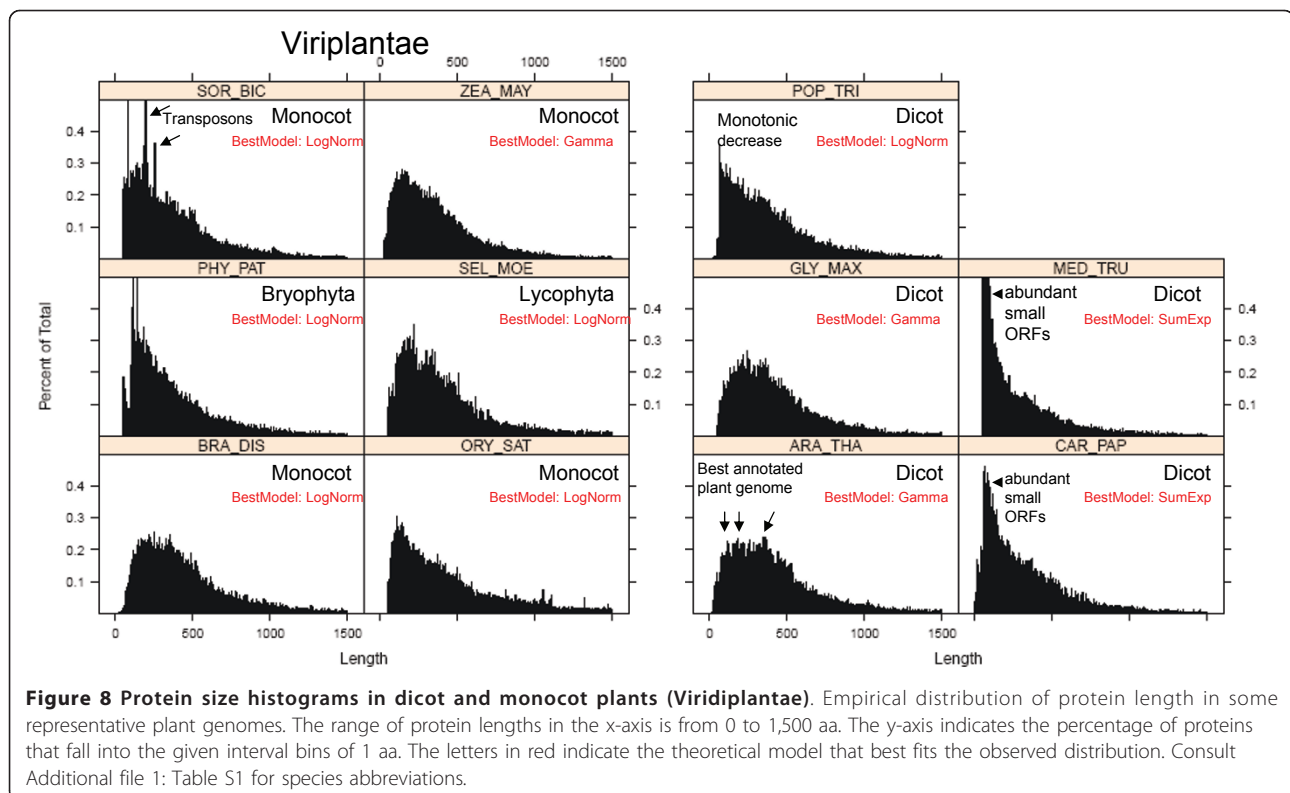 Viriplantae
0 500 1000 1500
SOR_BIC ZEA_MAY POP_TRI
Transposons
Monocot
BestModel: LogNorm
Monocot
BestModel: Gamma
Monotonic
decrease
Dicot
BestModel: LogNorm
0.4
0.3
0.2
0.1
PHY_PAT SEL_MOE GLY_MAX MED_TRU
Bryophyta
BestModel: LogNorm
Lycophyta
BestModel: LogNorm
Dicot
BestModel: Gamma
abundant
small
ORFs
Dicot
BestModel: SumExp
0.4
0.3
0.2
0.1
0.4
0.3
0.2
0.1
Percent of Total
BRA_DIS ORY_SAT ARA_THA CAR_PAP
Monocot
BestModel: LogNorm
Monocot
BestModel: LogNorm
Best annotated
plant genome
Dicot
BestModel: Gamma
abundant
small
ORFs
Dicot
BestModel: SumExp
0.4
0.3
0.2
0.1
0 500 1000 1500
0 500 1000 1500
Length
Length
Figure 8 Protein size histograms in dicot and monocot plants (Viridiplantae). Empirical distribution of protein length in some
representative plant genomes. The range of protein lengths in the x-axis is from 0 to 1,500 aa. The y-axis indicates the percentage of proteins
that fall into the given interval bins of 1 aa. The letters in red indicate the theoretical model that best fits the observed distribution. Consult
Additional file 1: Table S1 for species abbreviations.